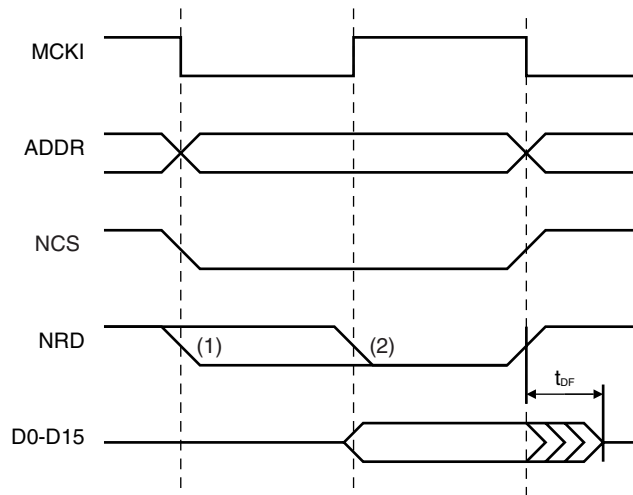 MCKI
ADDR
NCS
NRD
(1)
(2)
tDF
D0-D15